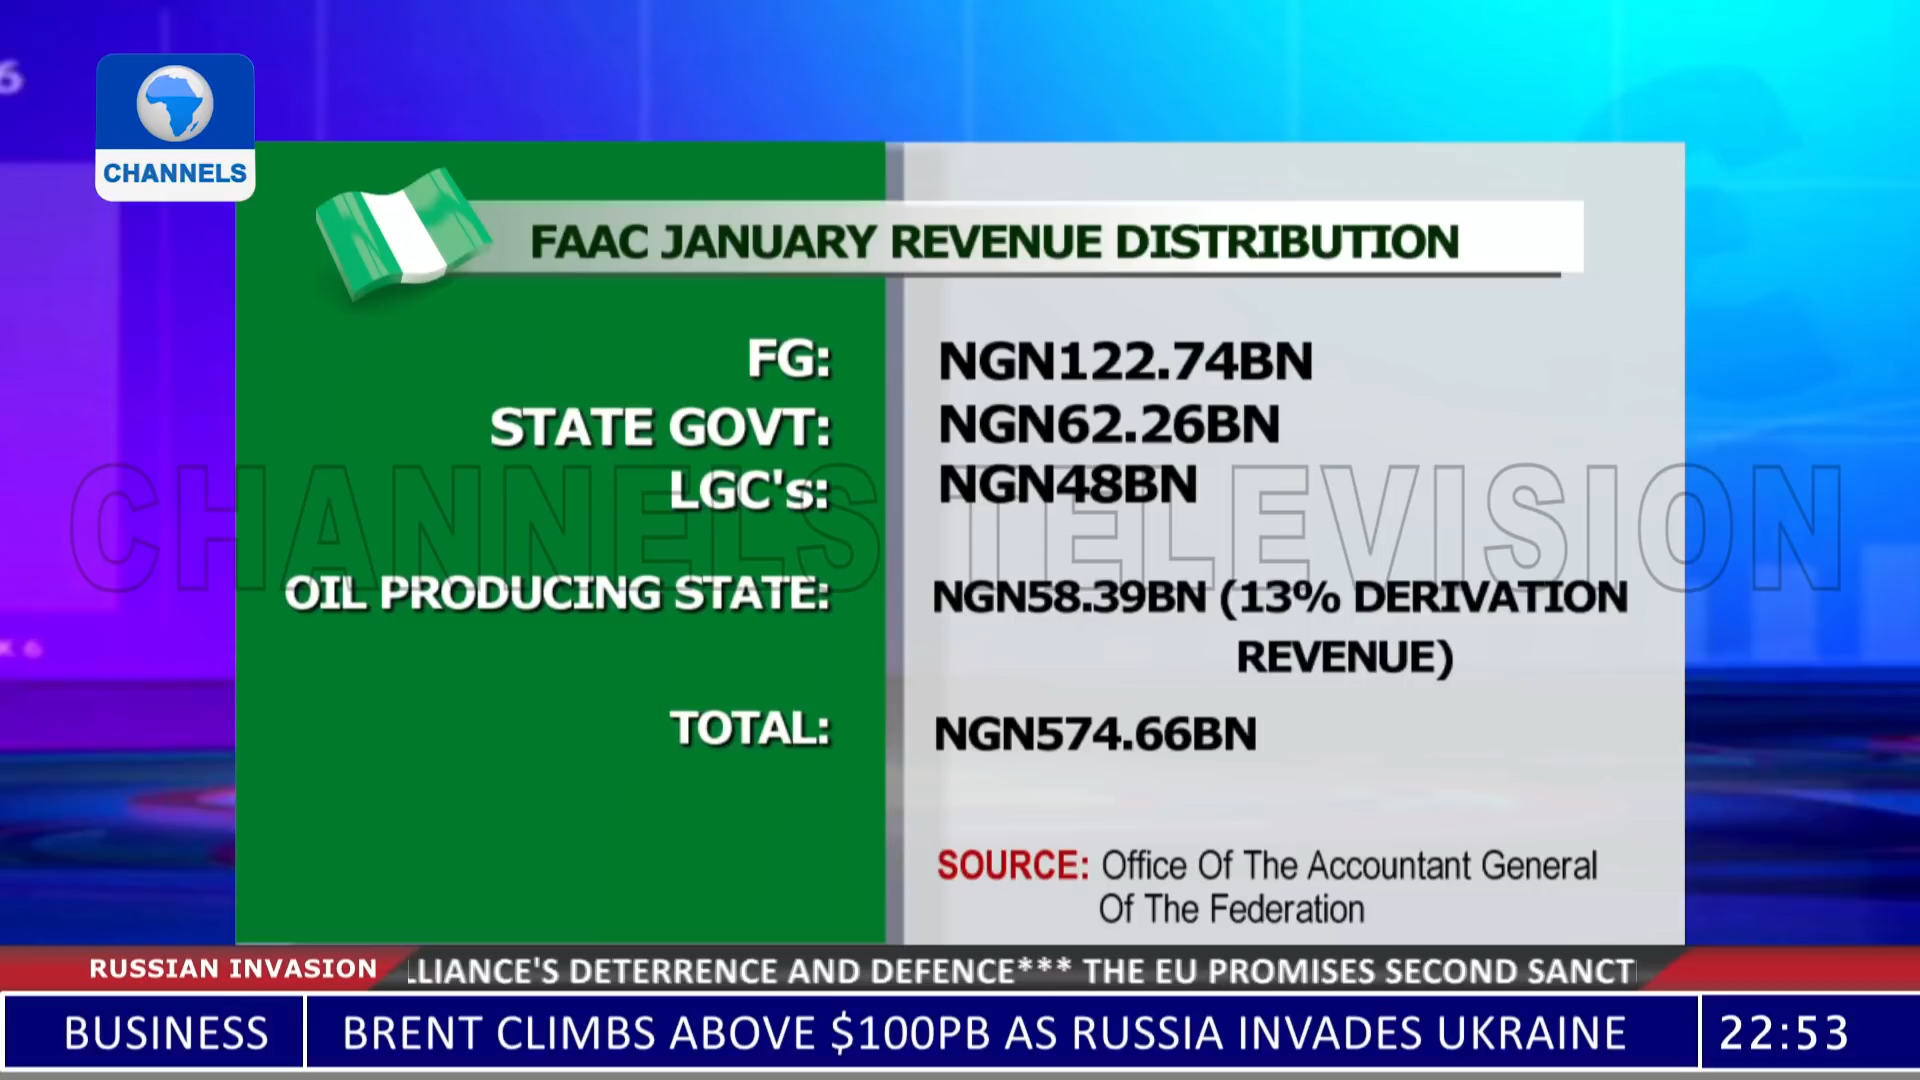 6
CHANNELS
FAAC JANUARY REVENUE DISTRIBUTION
FG: NGN122.74BN
STATE GOVT: NGN62.26BN
LGC's: NGN48BN
CHANNELS TELEVISION
OIL PRODUCING STATE: NGN58.39BN (13% DERIVATION
REVENUE)
TOTAL: NGN574.66BN
SOURCE: Office Of The Accountant General
Of The Federation
RUSSIAN INVASION LLIANCE'S DETERRENCE AND DEFENCE*** THE EU PROMISES SECOND SANCT
BUSINESS BRENT CLIMBS ABOVE $100PB AS RUSSIA INVADES UKRAINE 22:53